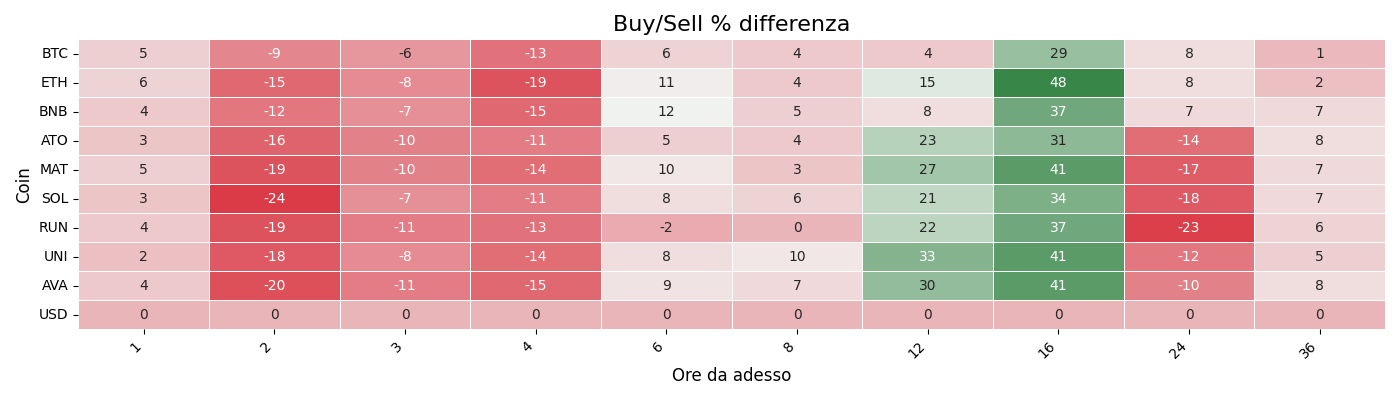 Buy/Sell % differenza
Coin
BTC 5 -9 -6 -13 6 4 4 29 8 1
ETH 6 -15 -8 -19 11 4 15 48 8 2
BNB 4 -12 -7 -15 12 5 8 37 7 7
ATO 3 -16 -10 -11 5 4 23 31 -14 8
MAT 5 -19 -10 -14 10 3 27 41 -17 7
SOL 3 -24 -7 -11 8 6 21 34 -18 7
RUN 4 -19 -11 -13 -2 0 22 37 -23 6
UNI 2 -18 -8 -14 8 10 33 41 -12 5
AVA 4 -20 -11 -15 9 7 30 41 -10 8
USD 0 0 0 0 0 0 0 0 0 0
1 2 3 4 6 8 12 16 24 36
Ore da adesso